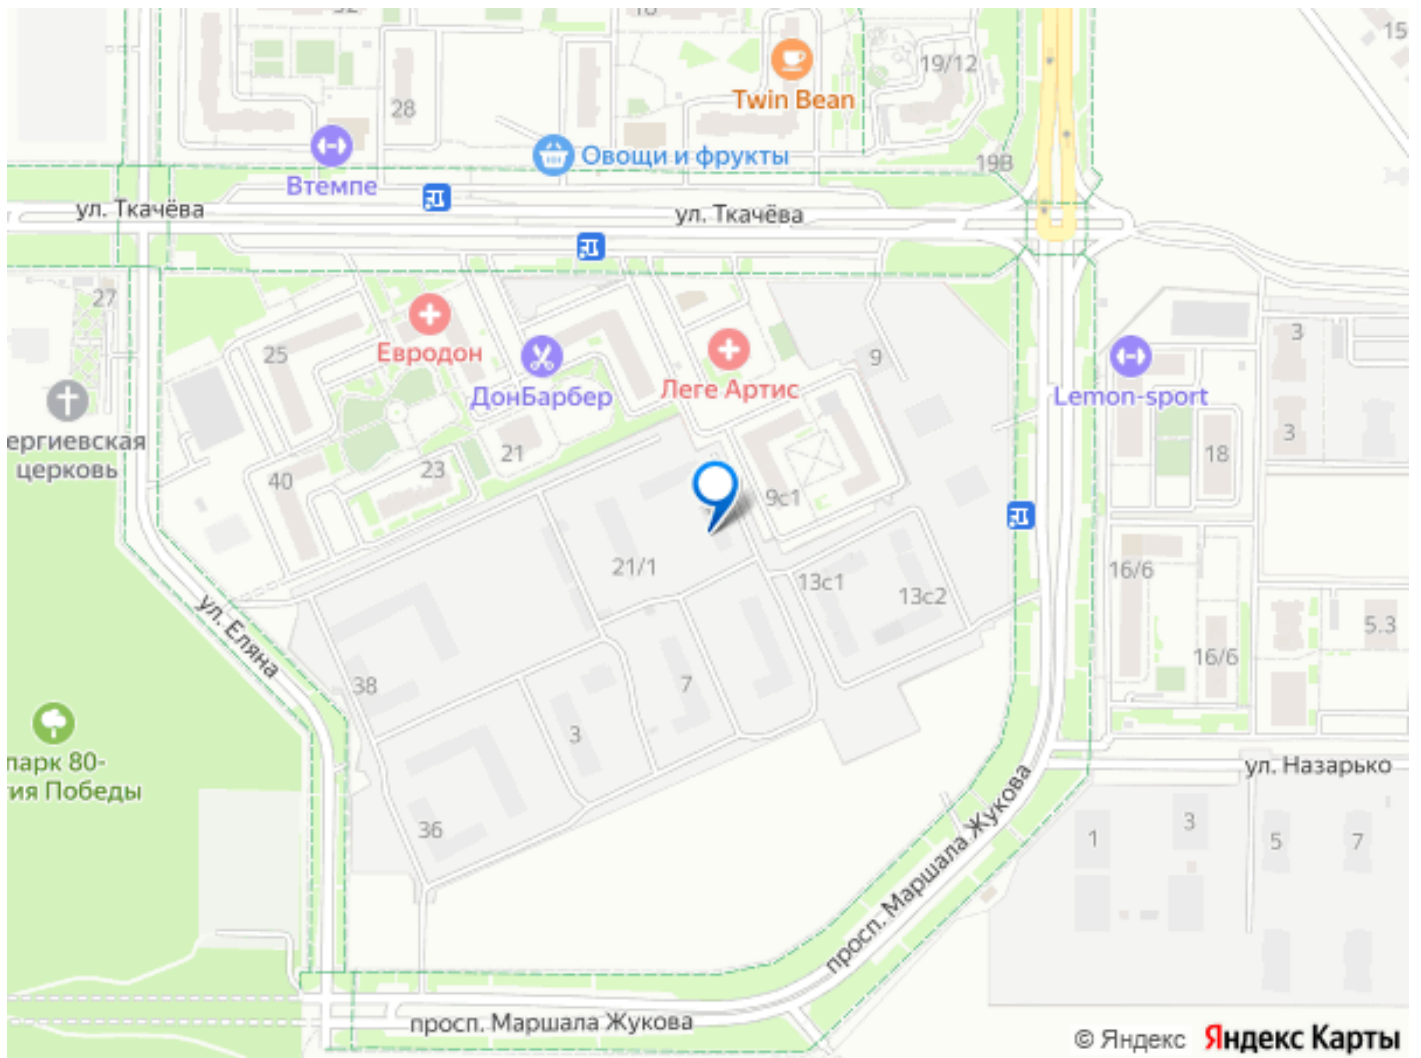 15
19/12
Twin Bean
28
Овощи и фрукты
19В
Втемпе
ул. Ткачёва
ул. Ткачёва
27
3
25
Евродон
9
ДонБарбер
Леге Артис
Lemon-sport
ергиевская
церковь
3
21
18
40
23
9с1
21/1
16/6
13с1
13с2
ул. Еляна
5.3
16/6
38
7
3
парк 80-
тия Победы
ул. Назарько
36
1
3
5
7
просп. Маршала Жукова
просп. Маршала Жукова
© Яндекс Яндекс Карты